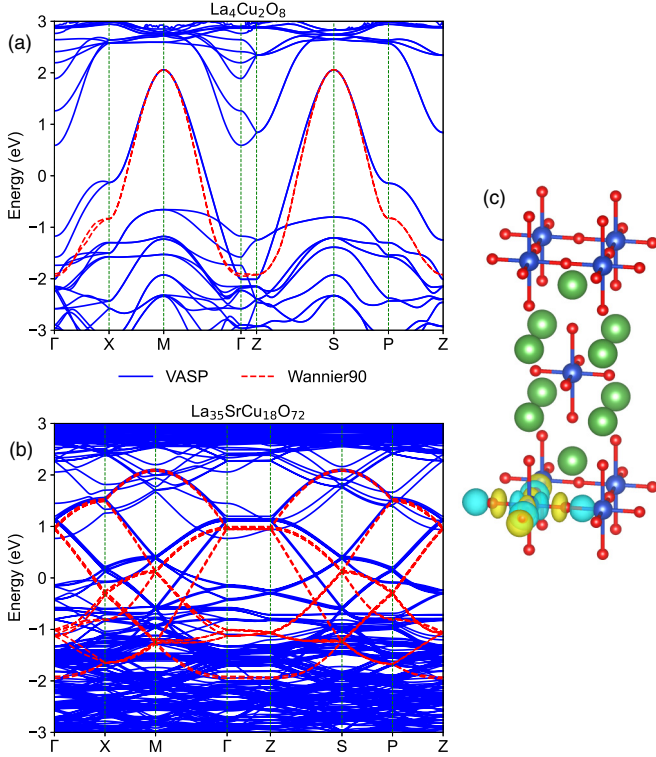 La₄Cu₂O₈
(a)
3
2
1
0
−1
−2
−3
Energy (eV)
Γ X M Γ Z S P Z
VASP Wannier90
(c)
La₃₅SrCu₁₈O₇₂
(b)
3
2
1
0
−1
−2
−3
Energy (eV)
Γ X M Γ Z S P Z